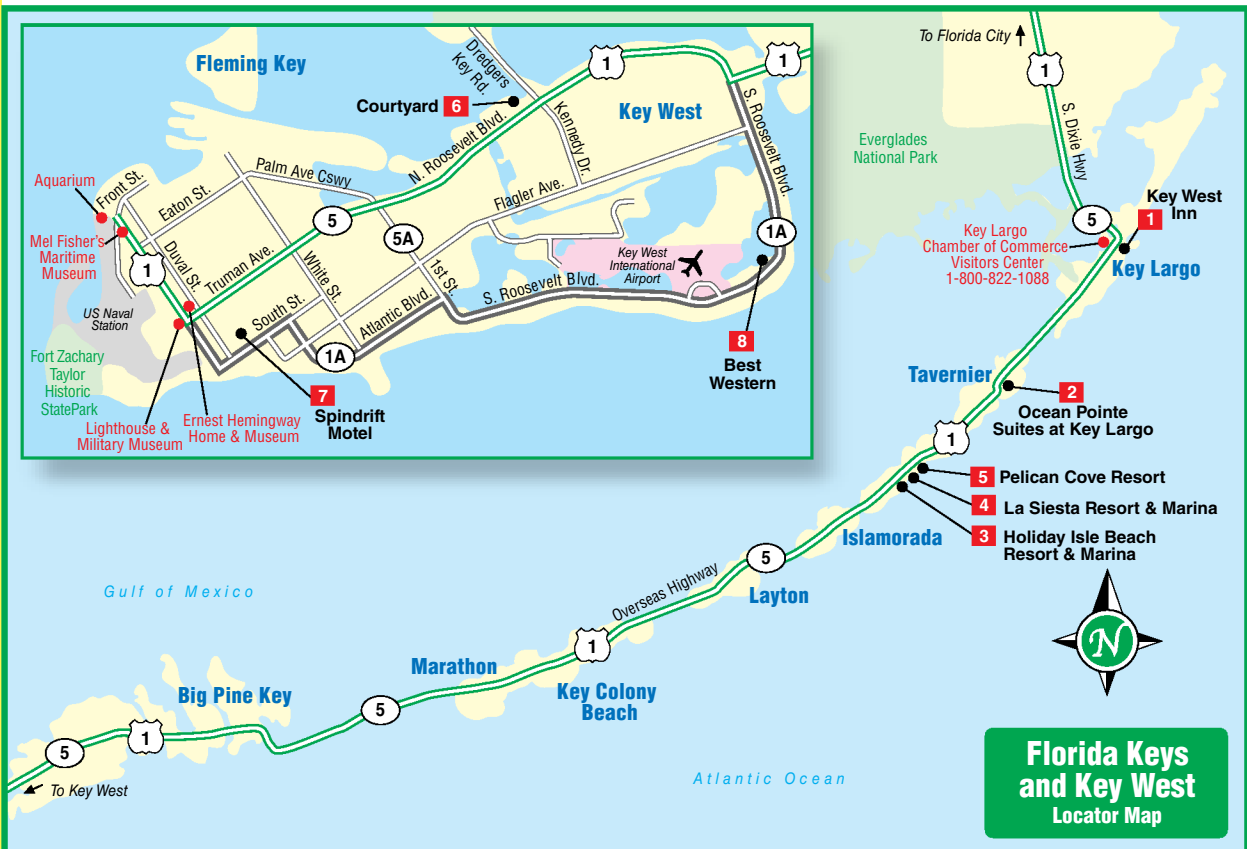 Fleming Key
Dredgers
Key Rd.
1
1
Courtyard 6
Key West
N. Roosevelt Blvd.
Kennedy Dr.
S. Roosevelt Blvd.
Palm Ave Cswy
Aquarium
Front St.
Eaton St.
Flagler Ave.
5
5A
1A
Mel Fisher's
Maritime
Museum
1
Duval St.
Truman Ave.
White St.
1st St.
Key West
International
Airport
US Naval
Station
South St.
Atlantic Blvd.
S. Roosevelt Blvd.
1A
8
Best
Western
Fort Zachary
Taylor
Historic
StatePark
7
Spindrift
Motel
Lighthouse &
Military Museum
Ernest Hemingway
Home & Museum
To Florida City
1
S. Dixie Hwy
Everglades
National Park
Key West
Inn
1
5
Key Largo
Chamber of Commerce
Visitors Center
1-800-822-1088
Key Largo
Tavernier
2
Ocean Pointe
Suites at Key Largo
1
5 Pelican Cove Resort
4 La Siesta Resort & Marina
3 Holiday Isle Beach
Resort & Marina
Islamorada
5
Layton
Overseas Highway
Gulf of Mexico
1
Marathon
Key Colony
Beach
5
Big Pine Key
1
5
To Key West
Atlantic Ocean
N
Florida Keys
and Key West
Locator Map